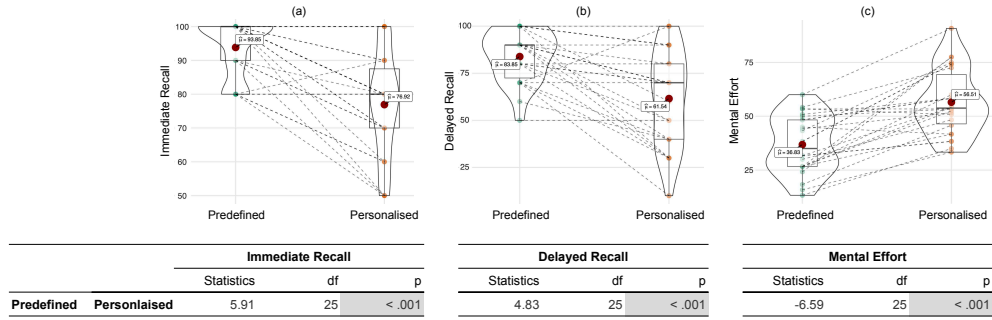 (a)
Immediate Recall
100
90
80
70
60
50
μ̂ = 93.85
μ̂ = 76.92
Predefined Personalised
(b)
Delayed Recall
100
75
50
25
μ̂ = 83.85
μ̂ = 61.54
Predefined Personalised
(c)
Mental Effort
75
50
25
μ̂ = 36.83
μ̂ = 56.51
Predefined Personalised
Immediate Recall Delayed Recall Mental Effort
Statistics df p Statistics df p Statistics df p
Predefined Personlaised 5.91 25 < .001 4.83 25 < .001 -6.59 25 < .001